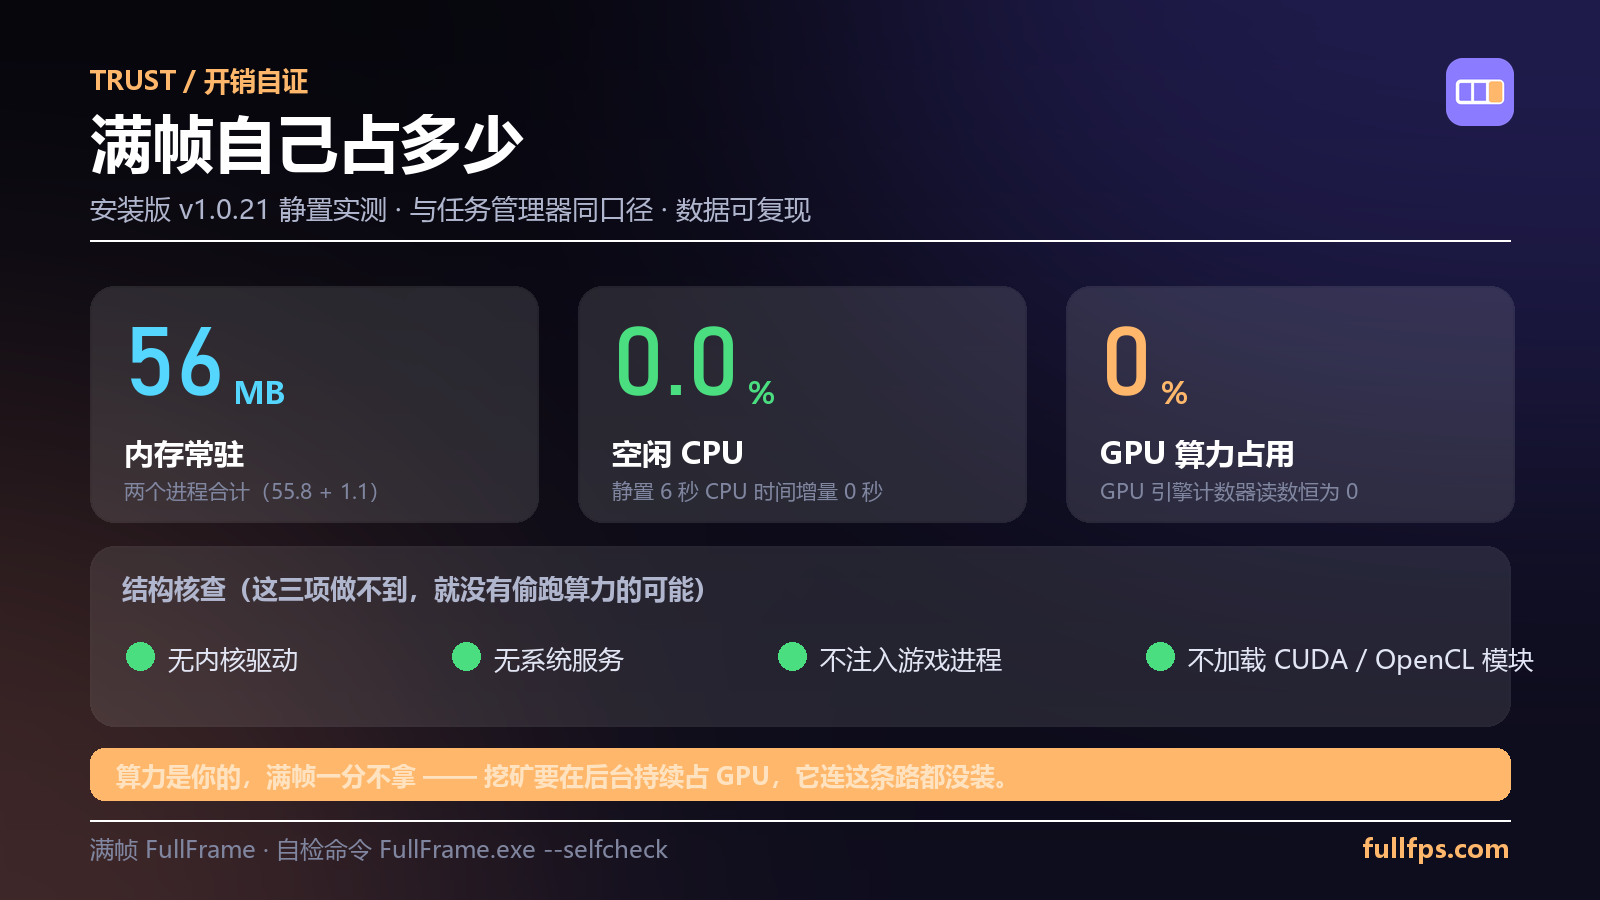 TRUST / 开销自证
满帧自己占多少
安装版 v1.0.21 静置实测 · 与任务管理器同口径 · 数据可复现
56 MB
内存常驻
两个进程合计（55.8 + 1.1）
0.0 %
空闲 CPU
静置 6 秒 CPU 时间增量 0 秒
0 %
GPU 算力占用
GPU 引擎计数器读数恒为 0
结构核查（这三项做不到，就没有偷跑算力的可能）
无内核驱动
无系统服务
不注入游戏进程
不加载 CUDA / OpenCL 模块
算力是你的，满帧一分不拿 —— 挖矿要在后台持续占 GPU，它连这条路都没装。
满帧 FullFrame · 自检命令 FullFrame.exe --selfcheck
fullfps.com